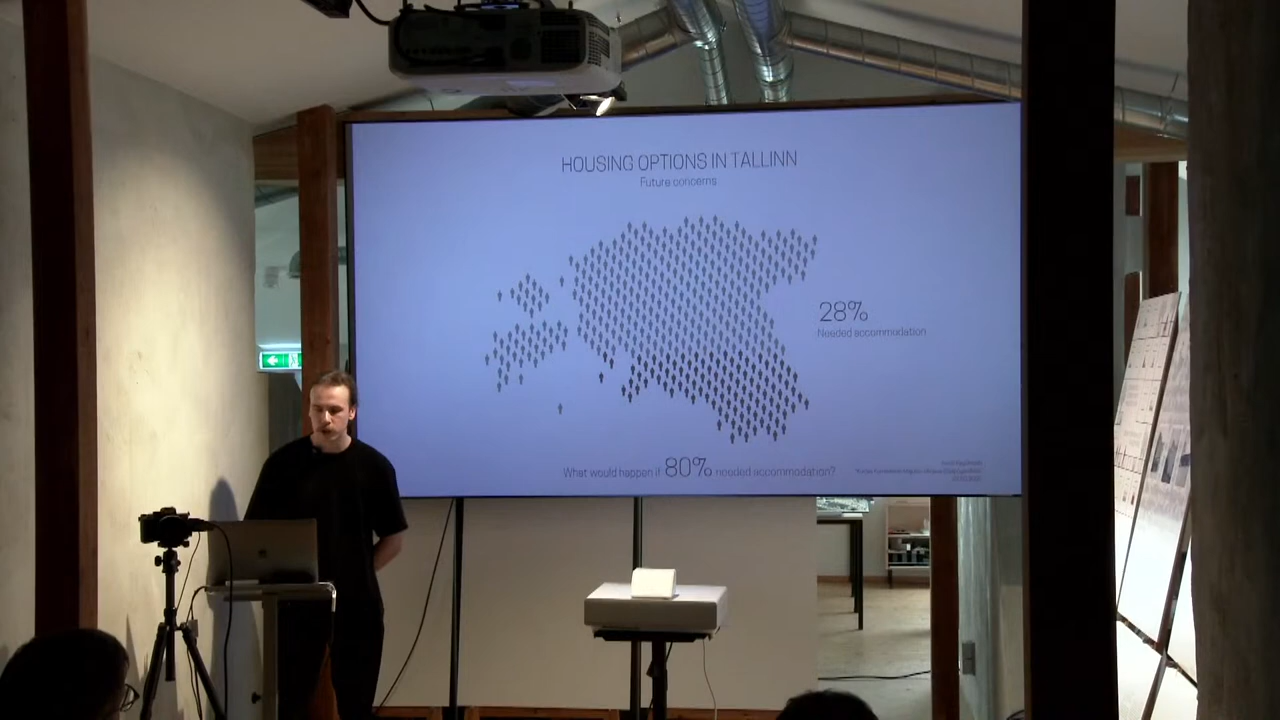 HOUSING OPTIONS IN TALLINN
Future concerns
28%
Needed accommodation
What would happen if 80% needed accommodation?